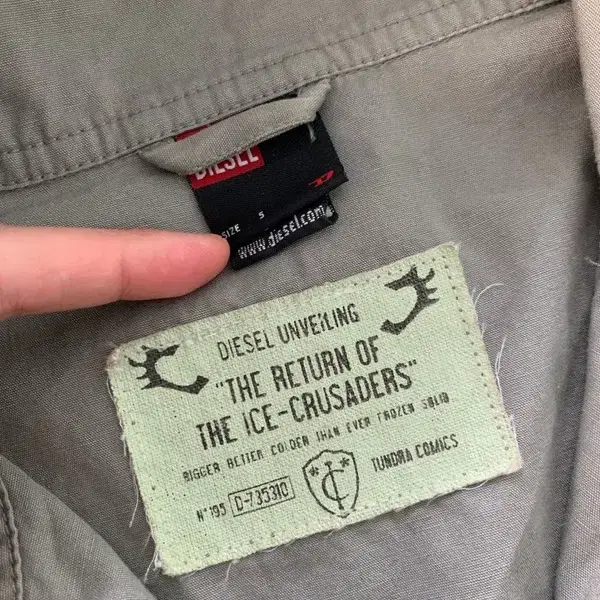 DIESEL
SIZE S
www.diesel.com
DIESEL UNVEILING
"THE RETURN OF
THE ICE-CRUSADERS"
BIGGER BETTER COLDER THAN EVER FROZEN SOLID
TUNDRA COMICS
N° 195 D-735310
IC